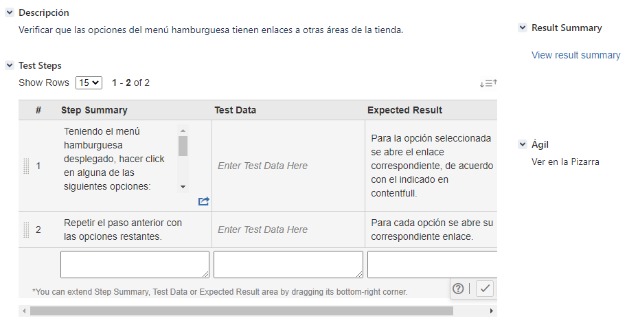 Descripción
Verificar que las opciones del menú hamburguesa tienen enlaces a otras áreas de la tienda.
Test Steps
Show Rows 15 1 - 2 of 2
# Step Summary Test Data Expected Result
1
Teniendo el menú
hamburguesa
desplegado, hacer click
en alguna de las
siguientes opciones:
Enter Test Data Here
Para la opción seleccionada
se abre el enlace
correspondiente, de acuerdo
con el indicado en
contentfull.
2
Repetir el paso anterior con
las opciones restantes.
Enter Test Data Here
Para cada opción se abre su
correspondiente enlace.
*You can extend Step Summary, Test Data or Expected Result area by dragging its bottom-right corner.
Result Summary
View result summary
Ágil
Ver en la Pizarra